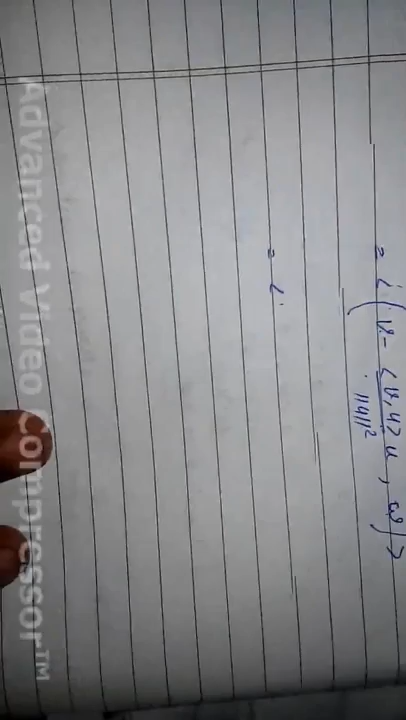 = < ( v - <v,u>u / ||u||² , w) >
= <
Advanced Video Compressor™